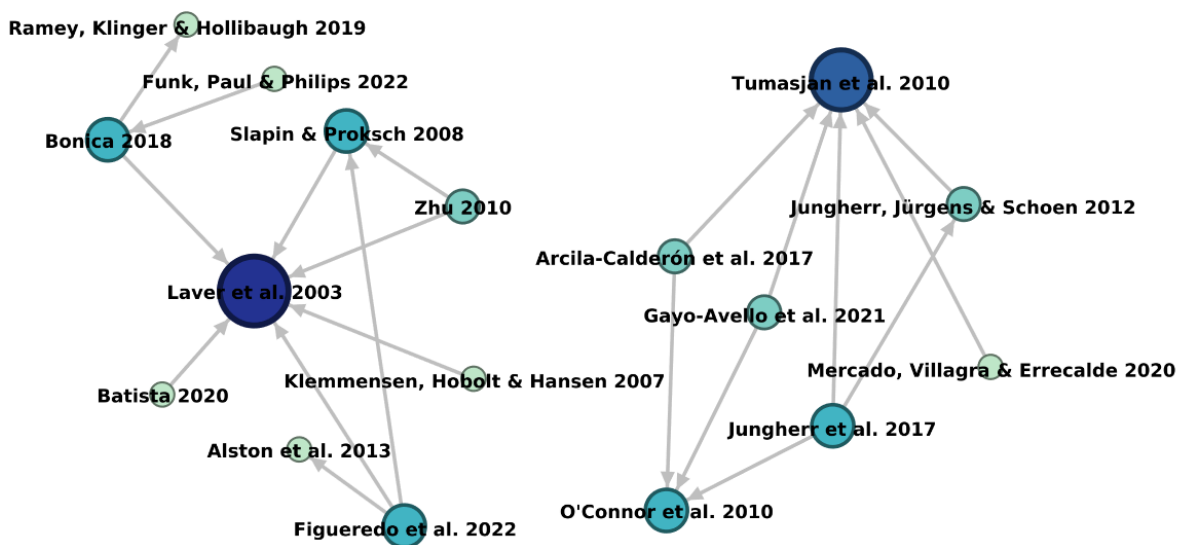 Ramey, Klinger & Hollibaugh 2019
Funk, Paul & Philips 2022
Bonica 2018
Slapin & Proksch 2008
Zhu 2010
Laver et al. 2003
Klemmensen, Hobolt & Hansen 2007
Batista 2020
Alston et al. 2013
Figueredo et al. 2022
Tumasjan et al. 2010
Jungherr, Jürgens & Schoen 2012
Arcila-Calderón et al. 2017
Gayo-Avello et al. 2021
Mercado, Villagra & Errecalde 2020
Jungherr et al. 2017
O'Connor et al. 2010